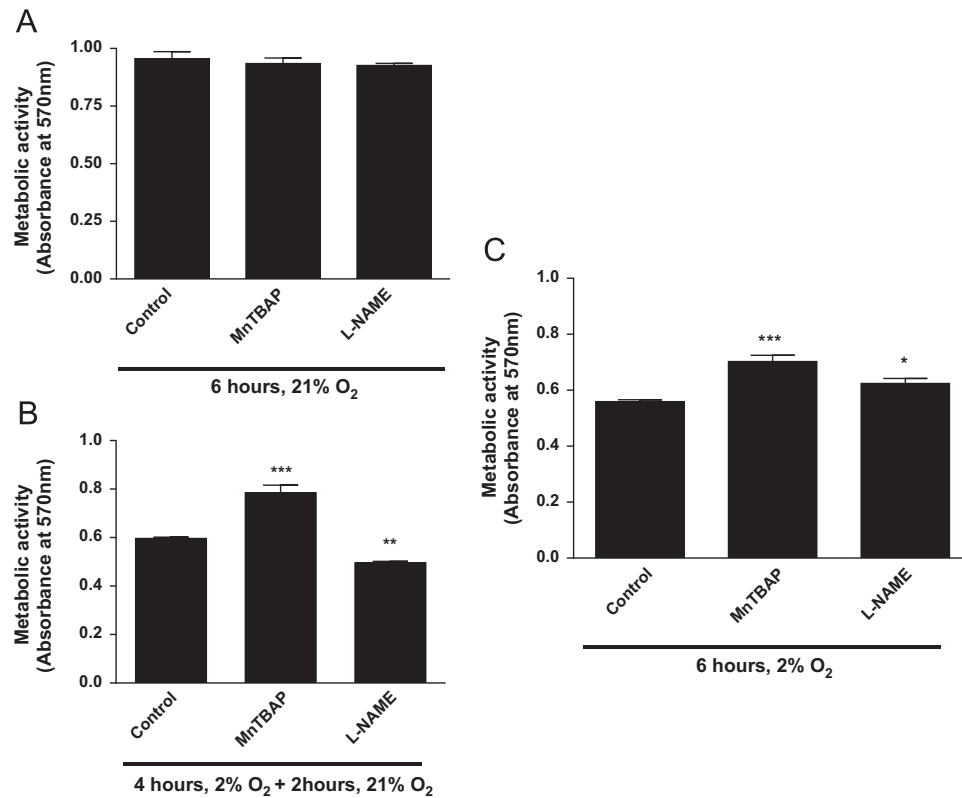 A
Metabolic activity
(Absorbance at 570nm)
1.00
0.75
0.50
0.25
0.00
Control
MnTBAP
L-NAME
6 hours, 21% O₂
B
Metabolic activity
(Absorbance at 570nm)
1.0
0.8
0.6
0.4
0.2
0.0
***
**
Control
MnTBAP
L-NAME
4 hours, 2% O₂ + 2hours, 21% O₂
C
Metabolic activity
(Absorbance at 570nm)
1.0
0.8
0.6
0.4
0.2
0.0
***
*
Control
MnTBAP
L-NAME
6 hours, 2% O₂